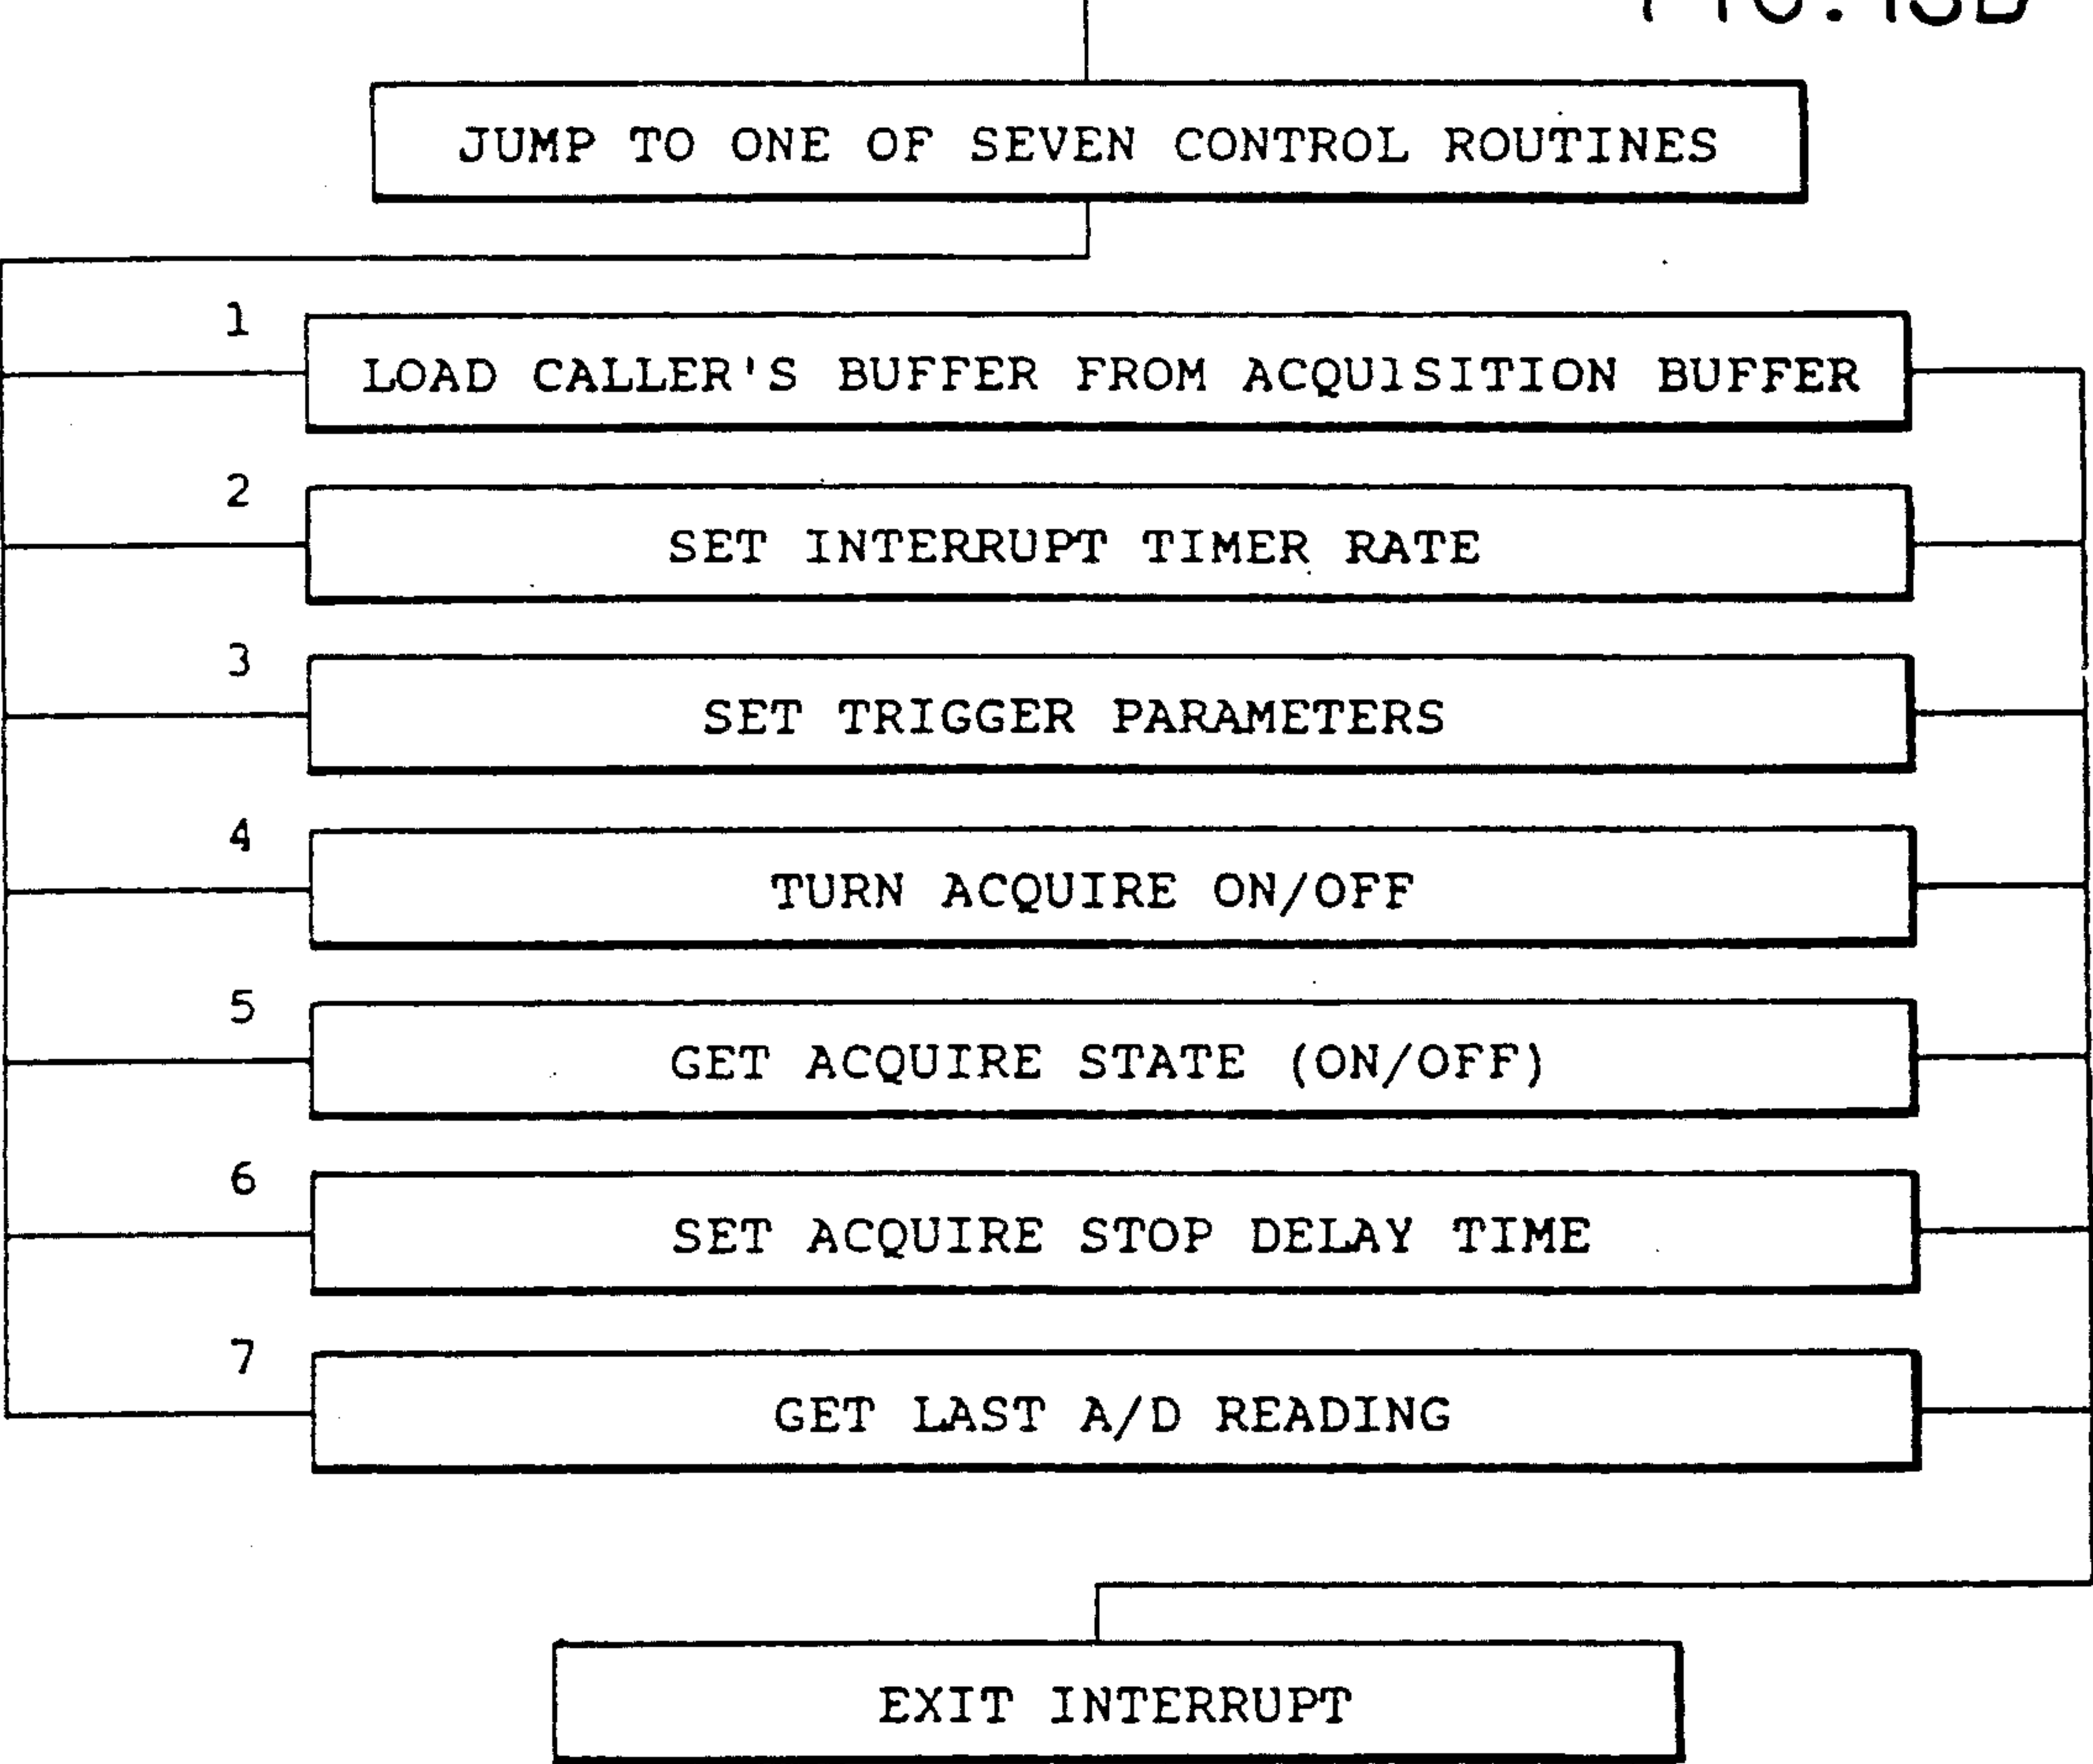 JUMP TO ONE OF SEVEN CONTROL ROUTINES
1
LOAD CALLER'S BUFFER FROM ACQUISITION BUFFER
2
SET INTERRUPT TIMER RATE
3
SET TRIGGER PARAMETERS
4
TURN ACQUIRE ON/OFF
5
GET ACQUIRE STATE (ON/OFF)
6
SET ACQUIRE STOP DELAY TIME
7
GET LAST A/D READING
EXIT INTERRUPT